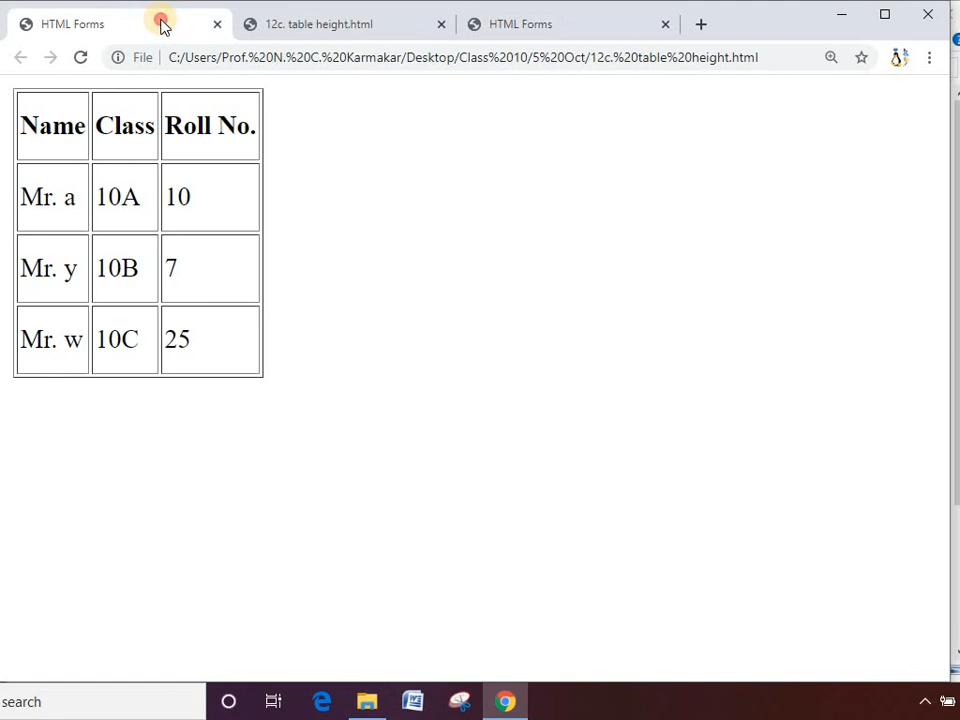 HTML Forms 12c. table height.html HTML Forms
File C:/Users/Prof.%20N.%20C.%20Karmakar/Desktop/Class%2010/5%20Oct/12c.%20table%20height.html
Name Class Roll No.
Mr. a 10A 10
Mr. y 10B 7
Mr. w 10C 25
search